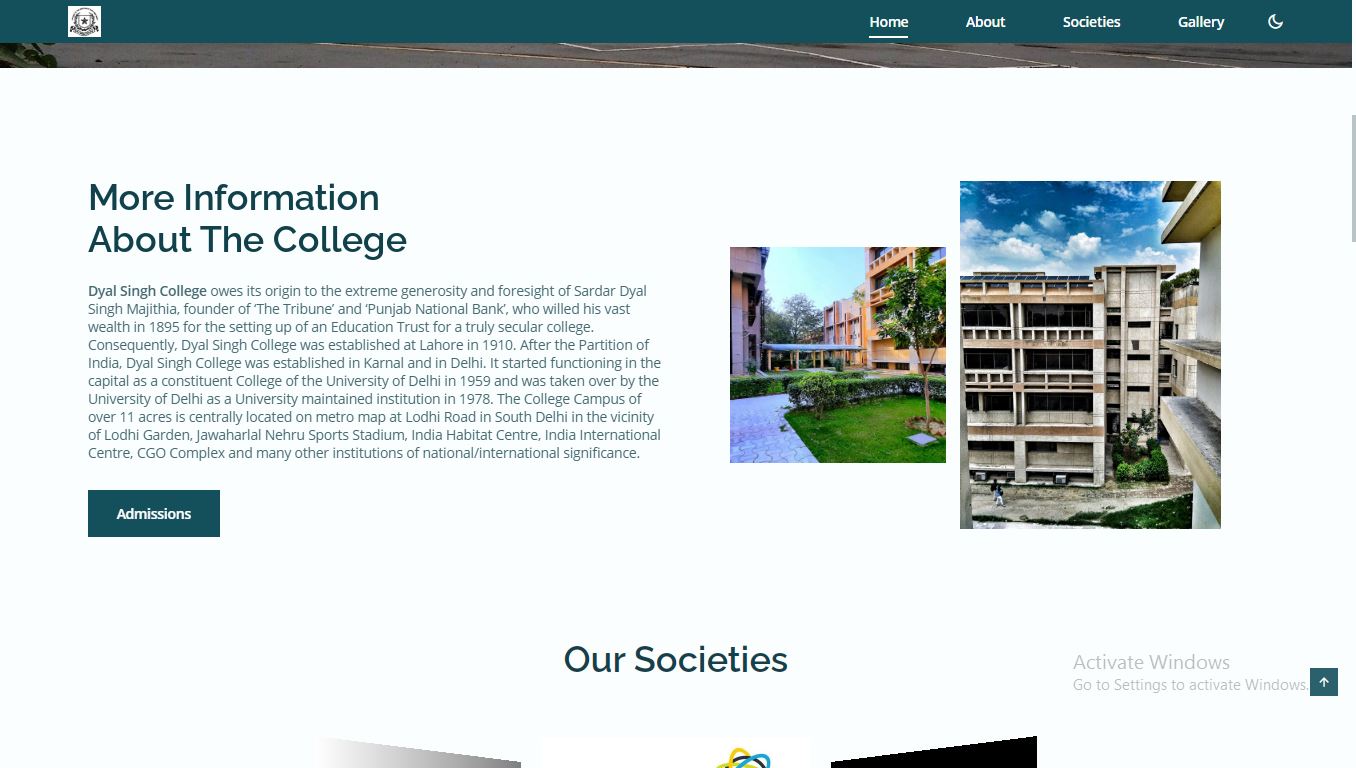 Home About Societies Gallery
More Information
About The College
Dyal Singh College owes its origin to the extreme generosity and foresight of Sardar Dyal
Singh Majithia, founder of ‘The Tribune’ and ‘Punjab National Bank’, who willed his vast
wealth in 1895 for the setting up of an Education Trust for a truly secular college.
Consequently, Dyal Singh College was established at Lahore in 1910. After the Partition of
India, Dyal Singh College was established in Karnal and in Delhi. It started functioning in the
capital as a constituent College of the University of Delhi in 1959 and was taken over by the
University of Delhi as a University maintained institution in 1978. The College Campus of
over 11 acres is centrally located on metro map at Lodhi Road in South Delhi in the vicinity
of Lodhi Garden, Jawaharlal Nehru Sports Stadium, India Habitat Centre, India International
Centre, CGO Complex and many other institutions of national/international significance.
Admissions
Our Societies
Activate Windows
Go to Settings to activate Windows.